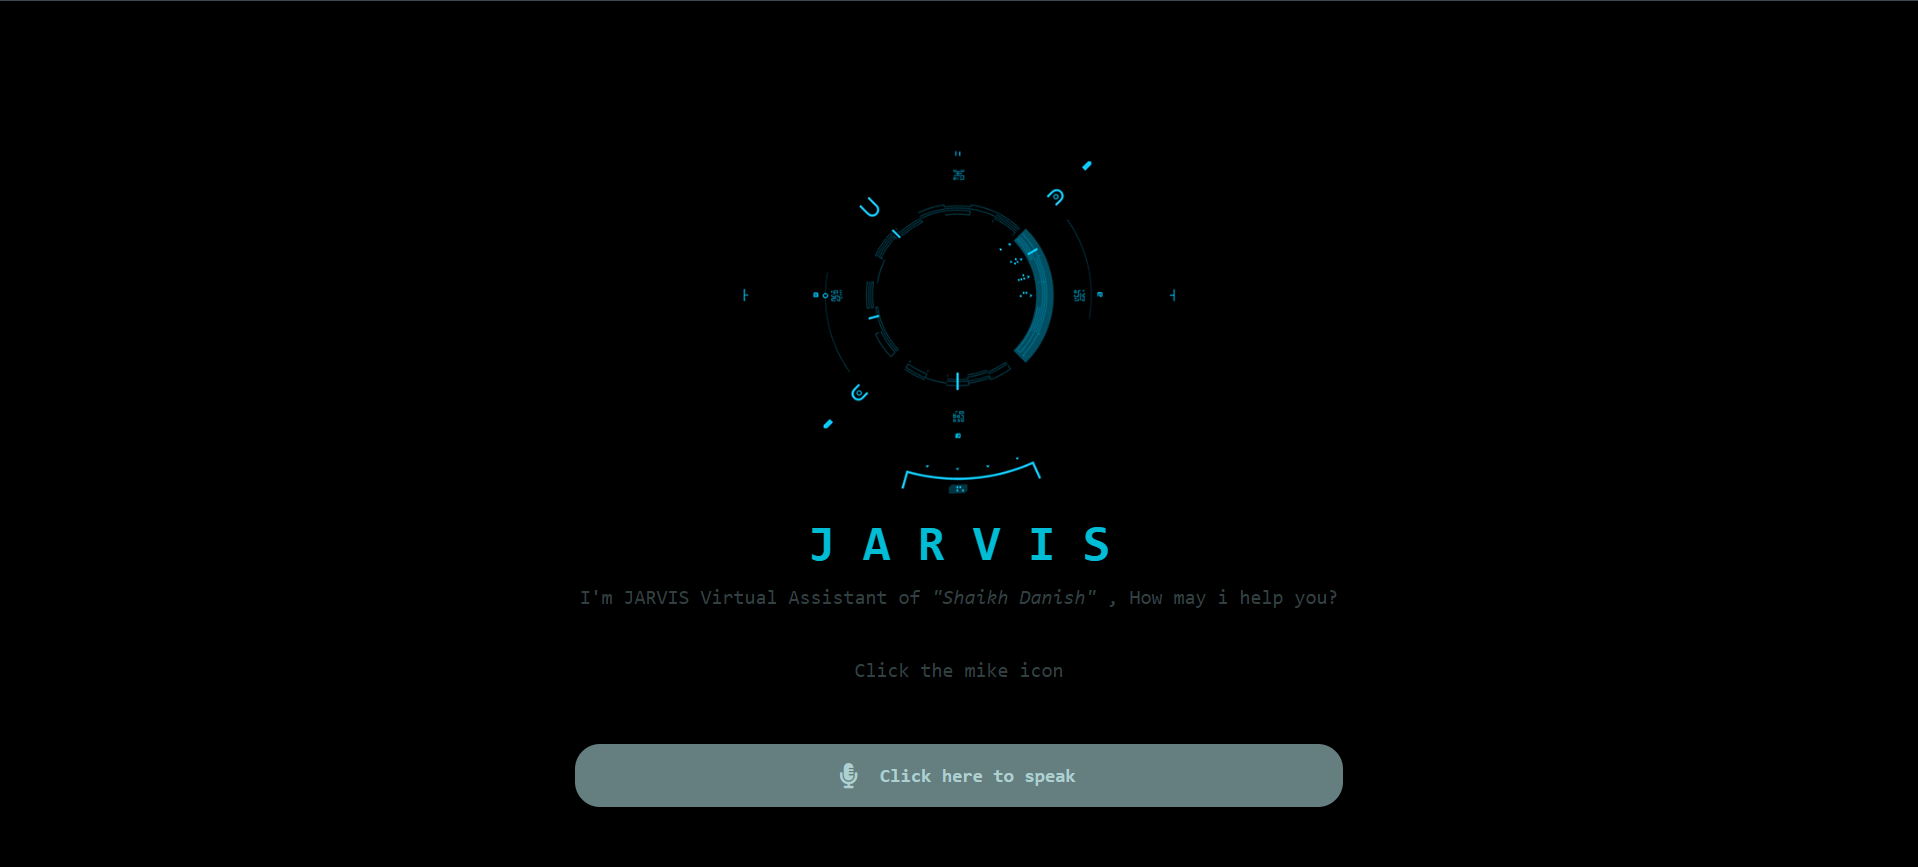 J A R V I S
I'm JARVIS Virtual Assistant of "Shaikh Danish" , How may i help you?
Click the mike icon
Click here to speak